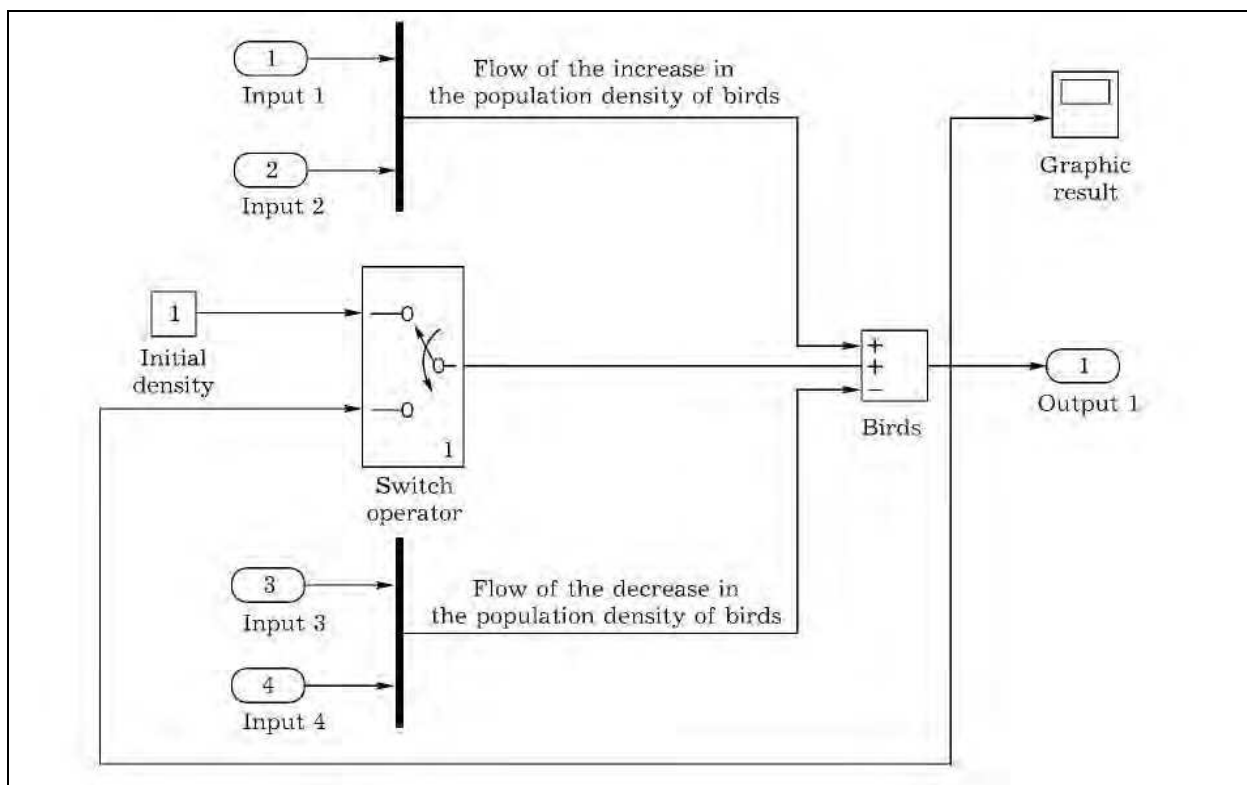 1
Input 1
Flow of the increase in
the population density of birds
2
Input 2
Graphic
result
1
Initial
density
1
Switch
operator
+
+
−
Birds
1
Output 1
3
Input 3
Flow of the decrease in
the population density of birds
4
Input 4